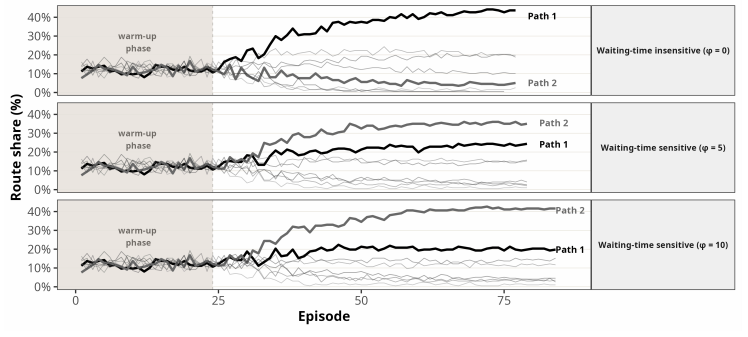 Route share (%)
40%
30%
20%
10%
0%
warm-up
phase
Path 1
Path 2
Waiting-time insensitive (φ = 0)
40%
30%
20%
10%
0%
warm-up
phase
Path 2
Path 1
Waiting-time sensitive (φ = 5)
40%
30%
20%
10%
0%
warm-up
phase
Path 2
Path 1
Waiting-time sensitive (φ = 10)
0 25 50 75
Episode